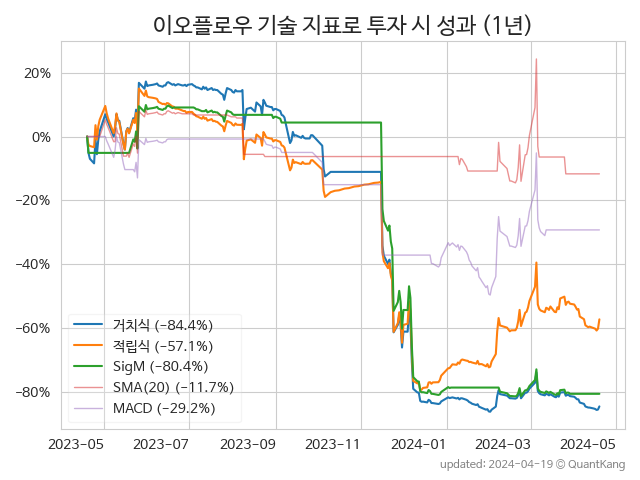 이오플로우 기술 지표로 투자 시 성과 (1년)
20%
0%
−20%
−40%
−60%
−80%
거치식 (−84.4%)
적립식 (−57.1%)
SigM (−80.4%)
SMA(20) (−11.7%)
MACD (−29.2%)
2023-05 2023-07 2023-09 2023-11 2024-01 2024-03 2024-05
updated: 2024-04-19 © QuantKang